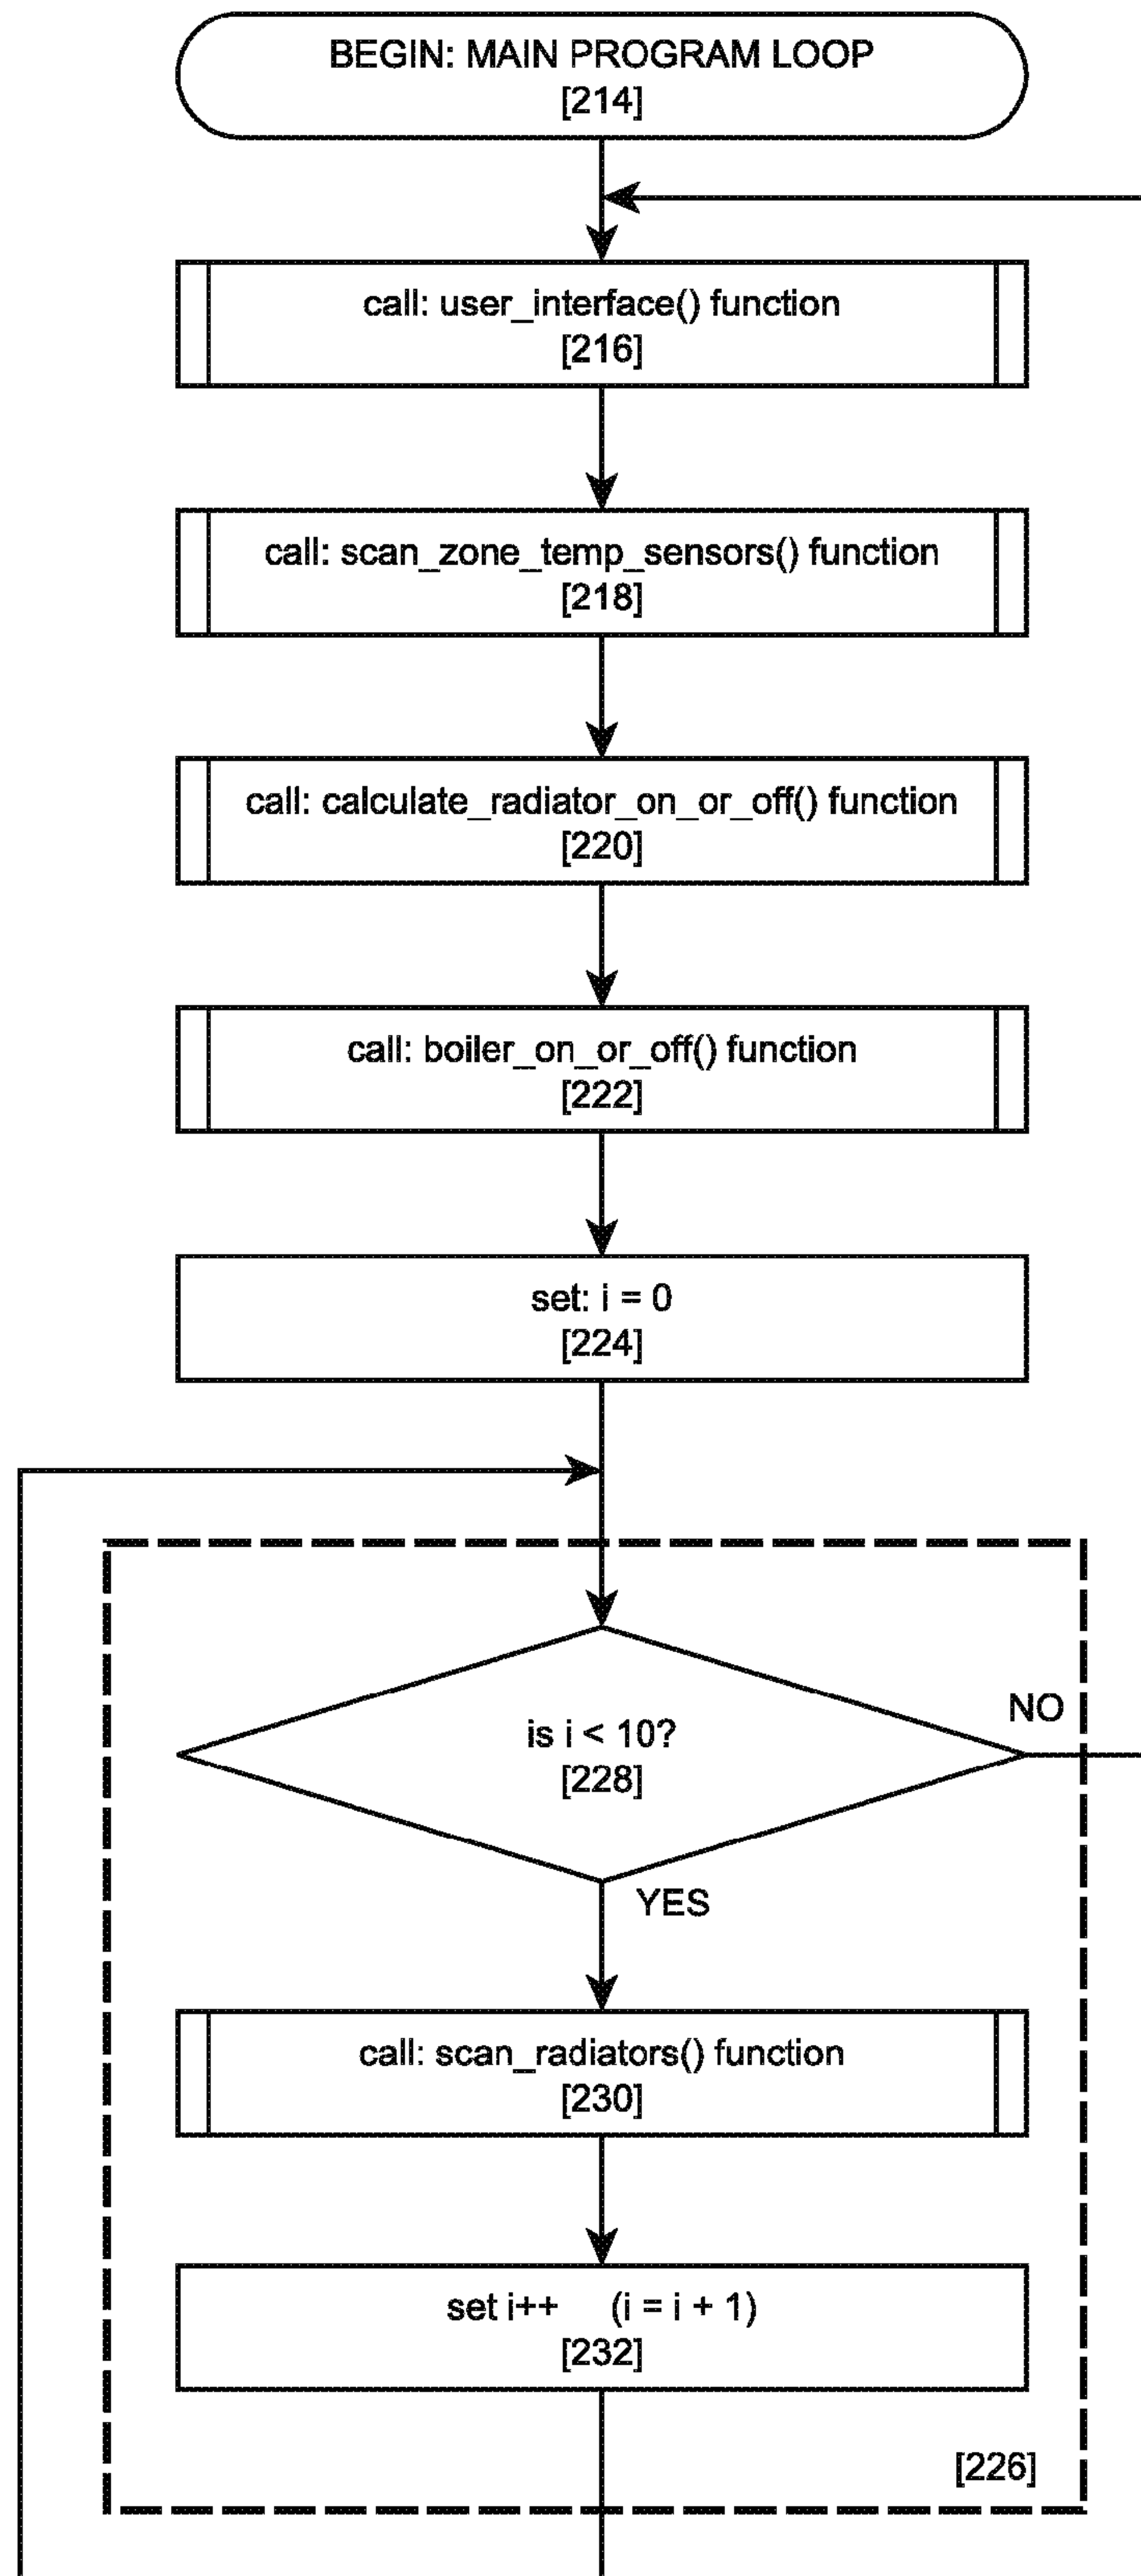 BEGIN: MAIN PROGRAM LOOP
[214]
call: user_interface() function
[216]
call: scan_zone_temp_sensors() function
[218]
call: calculate_radiator_on_or_off() function
[220]
call: boiler_on_or_off() function
[222]
set: i = 0
[224]
is i < 10?
[228]
NO
YES
call: scan_radiators() function
[230]
set i++ (i = i + 1)
[232]
[226]